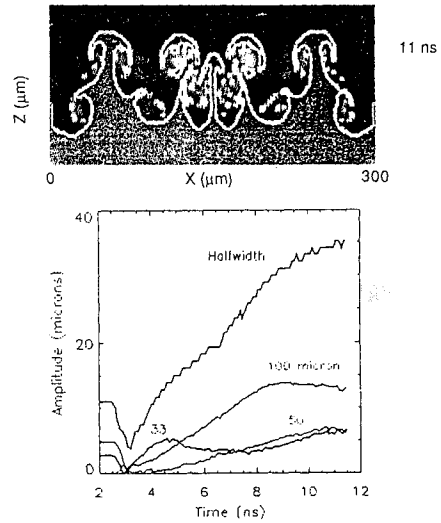 11 ns
Z (μm)
0
X (μm)
300
40
Halfwidth
Amplitude (microns)
20
100 micron
33
50
0
2
4
6
8
10
12
Time (ns)